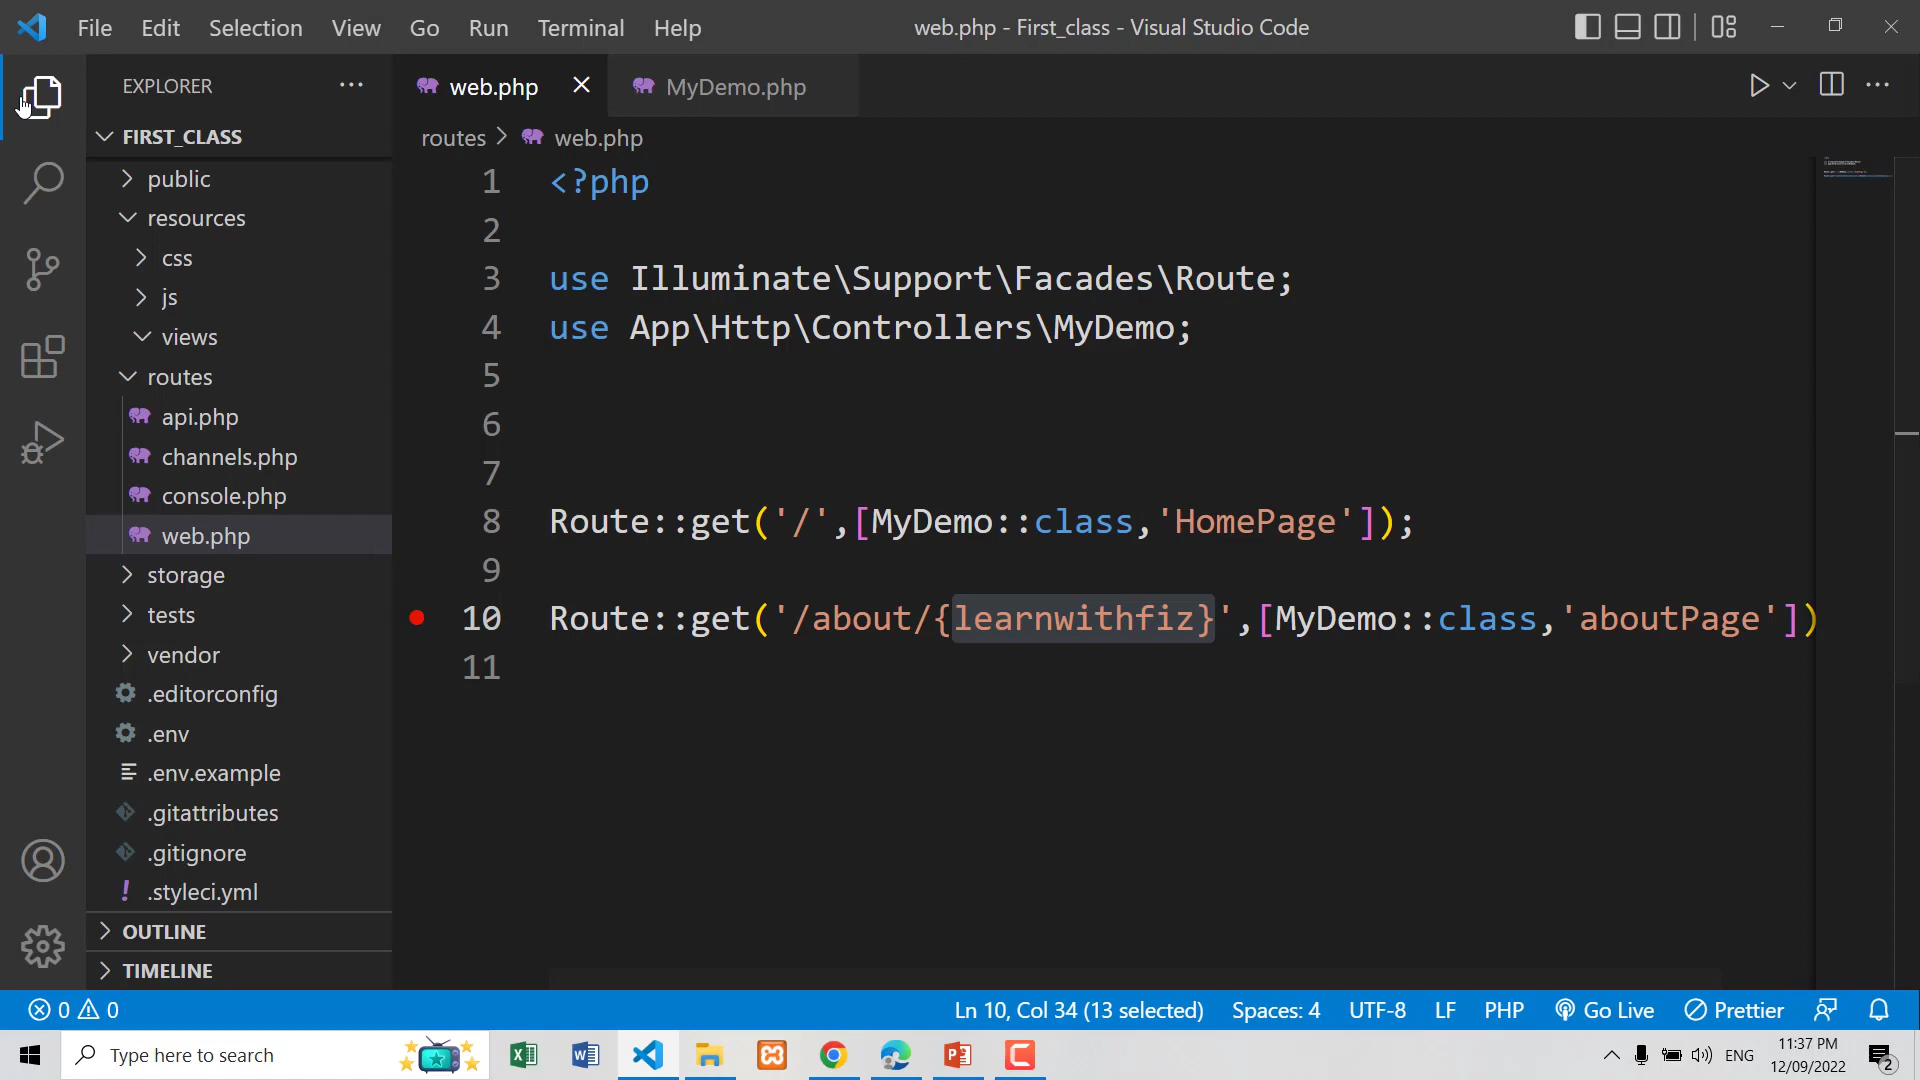 File Edit Selection View Go Run Terminal Help
web.php - First_class - Visual Studio Code
EXPLORER
FIRST_CLASS
public
resources
css
js
views
routes
api.php
channels.php
console.php
web.php
storage
tests
vendor
.editorconfig
.env
.env.example
.gitattributes
.gitignore
.styleci.yml
OUTLINE
TIMELINE
web.php
MyDemo.php
routes > web.php
1 <?php
2
3 use Illuminate\Support\Facades\Route;
4 use App\Http\Controllers\MyDemo;
5
6
7
8 Route::get('/',[MyDemo::class,'HomePage']);
9
10 Route::get('/about/{learnwithfiz}',[MyDemo::class,'aboutPage'])
11
0 0
Ln 10, Col 34 (13 selected) Spaces: 4 UTF-8 LF PHP Go Live Prettier
Type here to search
ENG
11:37 PM
12/09/2022
2